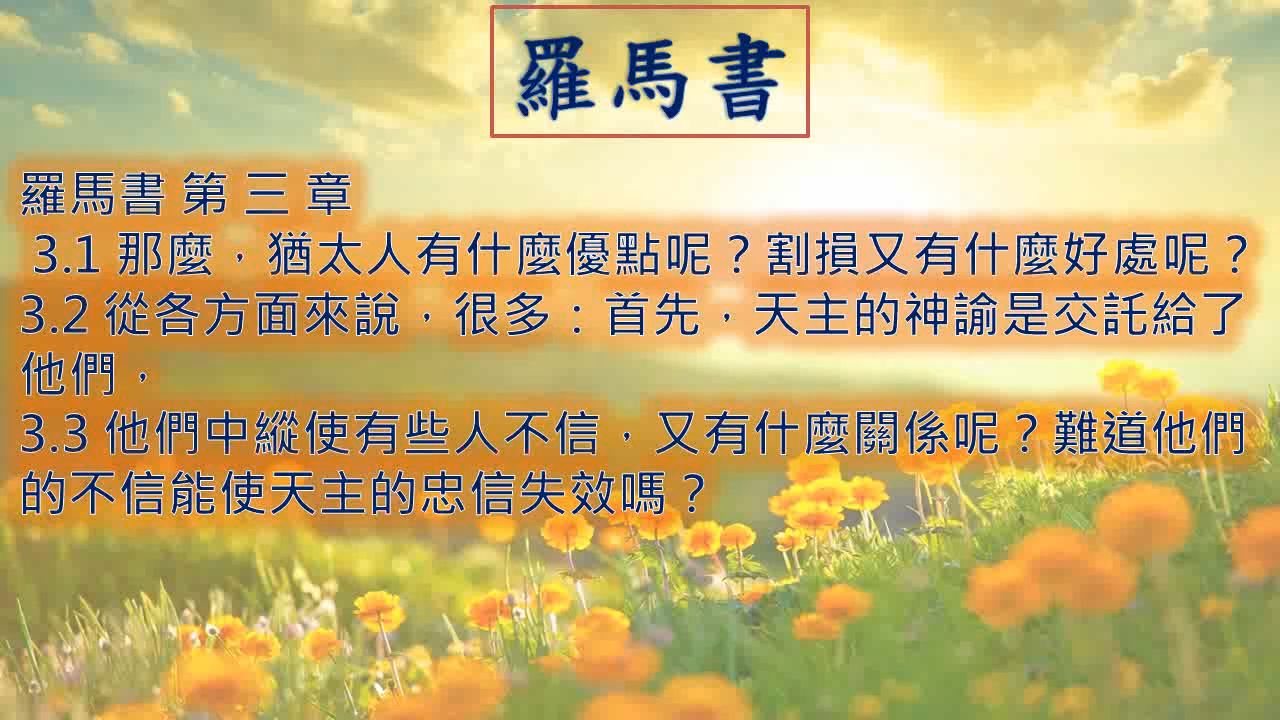 羅馬書
羅馬書 第 三 章
3.1 那麼，猶太人有什麼優點呢？割損又有什麼好處呢？
3.2 從各方面來說，很多：首先，天主的神諭是交託給了
他們，
3.3 他們中縱使有些人不信，又有什麼關係呢？難道他們
的不信能使天主的忠信失效嗎？